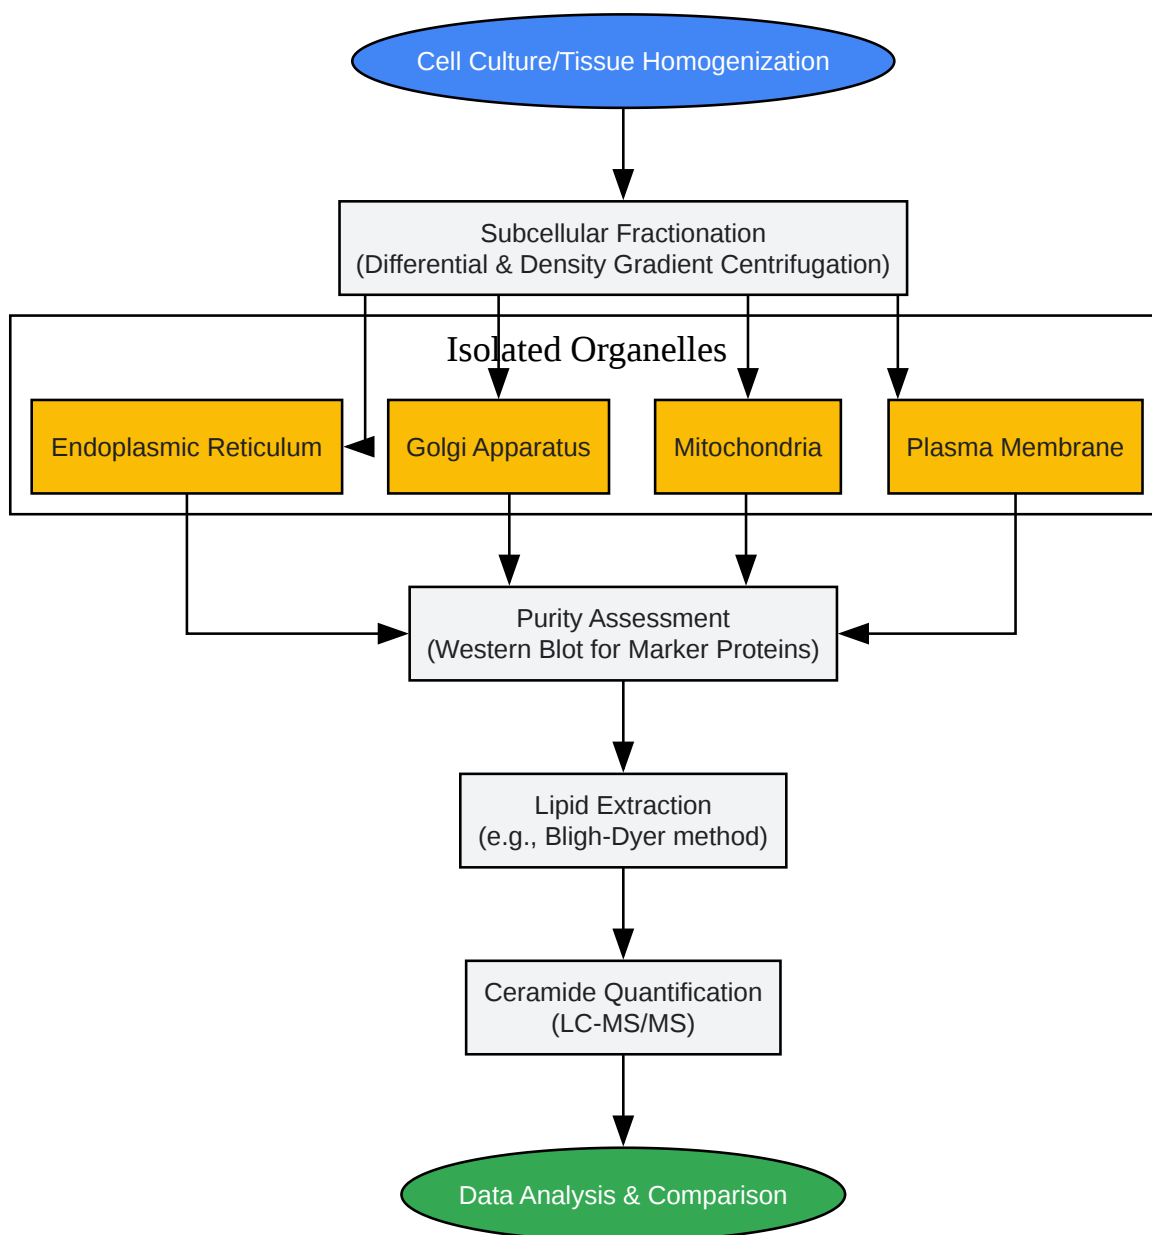 Cell Culture/Tissue Homogenization
Subcellular Fractionation
(Differential & Density Gradient Centrifugation)
Isolated Organelles
Endoplasmic Reticulum
Golgi Apparatus
Mitochondria
Plasma Membrane
Purity Assessment
(Western Blot for Marker Proteins)
Lipid Extraction
(e.g., Bligh-Dyer method)
Ceramide Quantification
(LC-MS/MS)
Data Analysis & Comparison